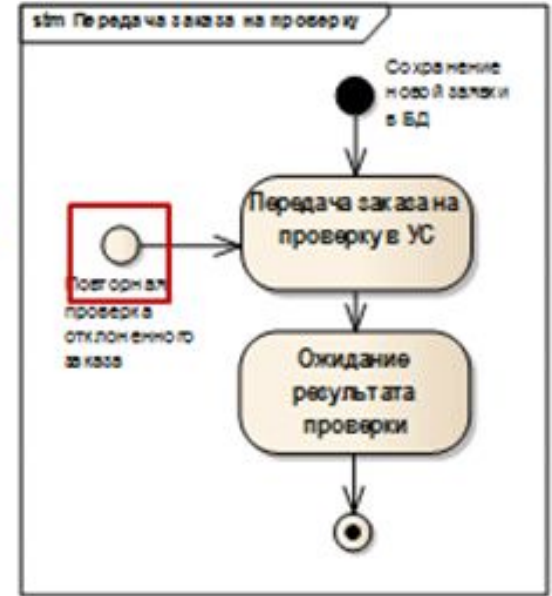 stm Передача заказа на проверку
Сохранение
новой заявки
в БД
Передача заказа на
проверку в УС
Повторная
проверка
отклоненного
заказа
Ожидание
результата
проверки